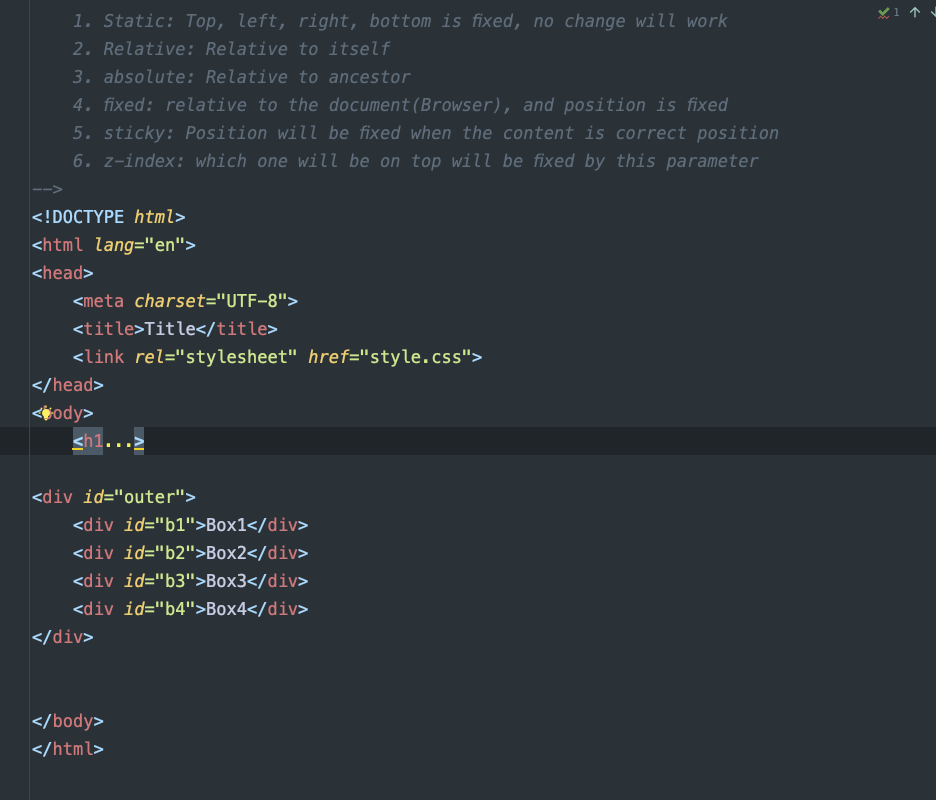 1. Static: Top, left, right, bottom is fixed, no change will work
2. Relative: Relative to itself
3. absolute: Relative to ancestor
4. fixed: relative to the document(Browser), and position is fixed
5. sticky: Position will be fixed when the content is correct position
6. z-index: which one will be on top will be fixed by this parameter
-->
<!DOCTYPE html>
<html lang="en">
<head>
<meta charset="UTF-8">
<title>Title</title>
<link rel="stylesheet" href="style.css">
</head>
<body>
<h1...>
<div id="outer">
<div id="b1">Box1</div>
<div id="b2">Box2</div>
<div id="b3">Box3</div>
<div id="b4">Box4</div>
</div>
</body>
</html>
1